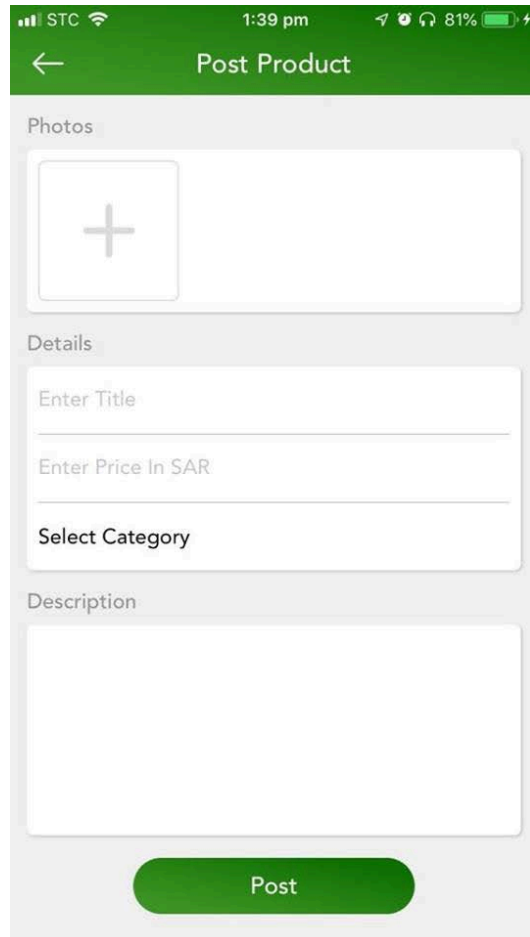 STC 1:39 pm 81%
Post Product
Photos
Details
Enter Title
Enter Price In SAR
Select Category
Description
Post